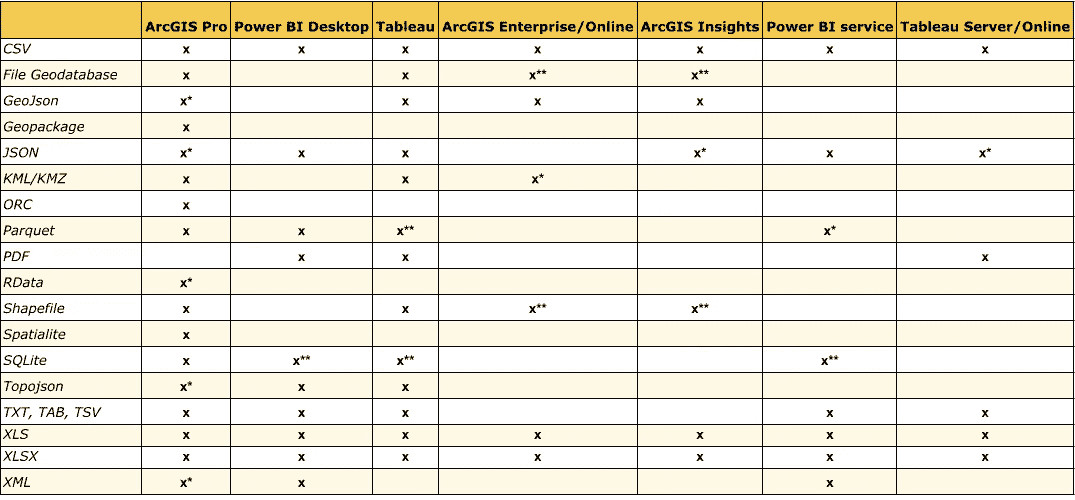 ArcGIS Pro Power BI Desktop Tableau ArcGIS Enterprise/Online ArcGIS Insights Power BI service Tableau Server/Online
CSV x x x x x x x
File Geodatabase x x x** x**
GeoJson x* x x x
Geopackage x
JSON x* x x x* x x*
KML/KMZ x x x*
ORC x
Parquet x x x** x*
PDF x x x
RData x*
Shapefile x x x** x**
Spatialite x
SQLite x x** x** x**
Topojson x* x x
TXT, TAB, TSV x x x x x
XLS x x x x x x x
XLSX x x x x x x x
XML x* x x